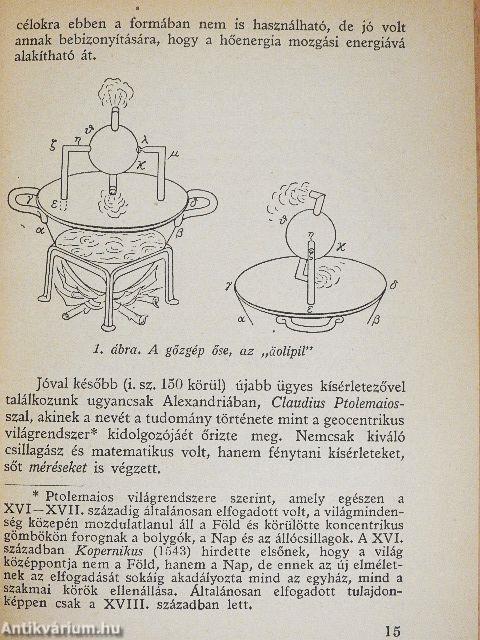 célokra ebben a formában nem is használható, de jó volt
annak bebizonyítására, hogy a hőenergia mozgási energiává
alakítható át.
ϑ
ζ η λ
μ
ϰ
γ ε δ
α β
ϑ
η
ϰ
γ δ
ε
α β
1. ábra. A gőzgép őse, az „äolipil”
Jóval később (i. sz. 150 körül) újabb ügyes kísérletezővel
találkozunk ugyancsak Alexandriában, Claudius Ptolemaios-
szal, akinek a nevét a tudomány története mint a geocentrikus
világrendszer* kidolgozójáét őrizte meg. Nemcsak kiváló
csillagász és matematikus volt, hanem fénytani kísérleteket,
sőt méréseket is végzett.
* Ptolemaios világrendszere szerint, amely egészen a
XVI—XVII. századig általánosan elfogadott volt, a világminden-
ség közepén mozdulatlanul áll a Föld és körülötte koncentrikus
gömbökön forognak a bolygók, a Nap és az állócsillagok. A XVI.
században Kopernikus (1543) hirdette elsőnek, hogy a világ
középpontja nem a Föld, hanem a Nap, de ennek az új elmélet-
nek az elfogadását sokáig akadályozta mind az egyház, mind a
szakmai körök ellenállása. Általánosan elfogadott tulajdon-
képpen csak a XVIII. században lett.
15
Antikvárium.hu